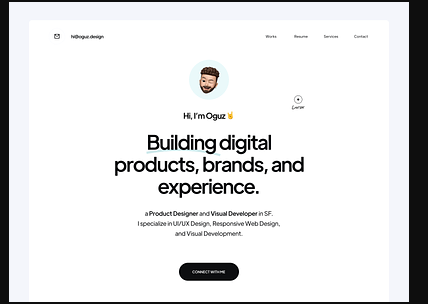 hi@oguz.design
Works Resume Services Contact
Hi, I'm Oguz 🤘
Building digital
products, brands, and
experience.
a Product Designer and Visual Developer in SF.
I specialize in UI/UX Design, Responsive Web Design,
and Visual Development.
CONNECT WITH ME